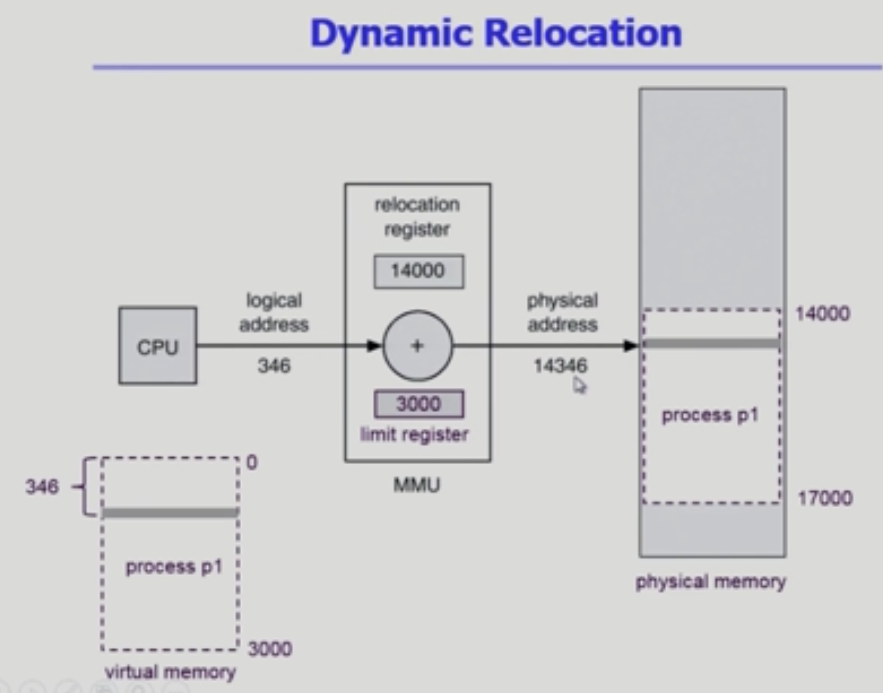 Dynamic Relocation
relocation
register
14000
logical
address
346
CPU
+
physical
address
14346
3000
limit register
MMU
14000
process p1
17000
physical memory
346
0
process p1
3000
virtual memory